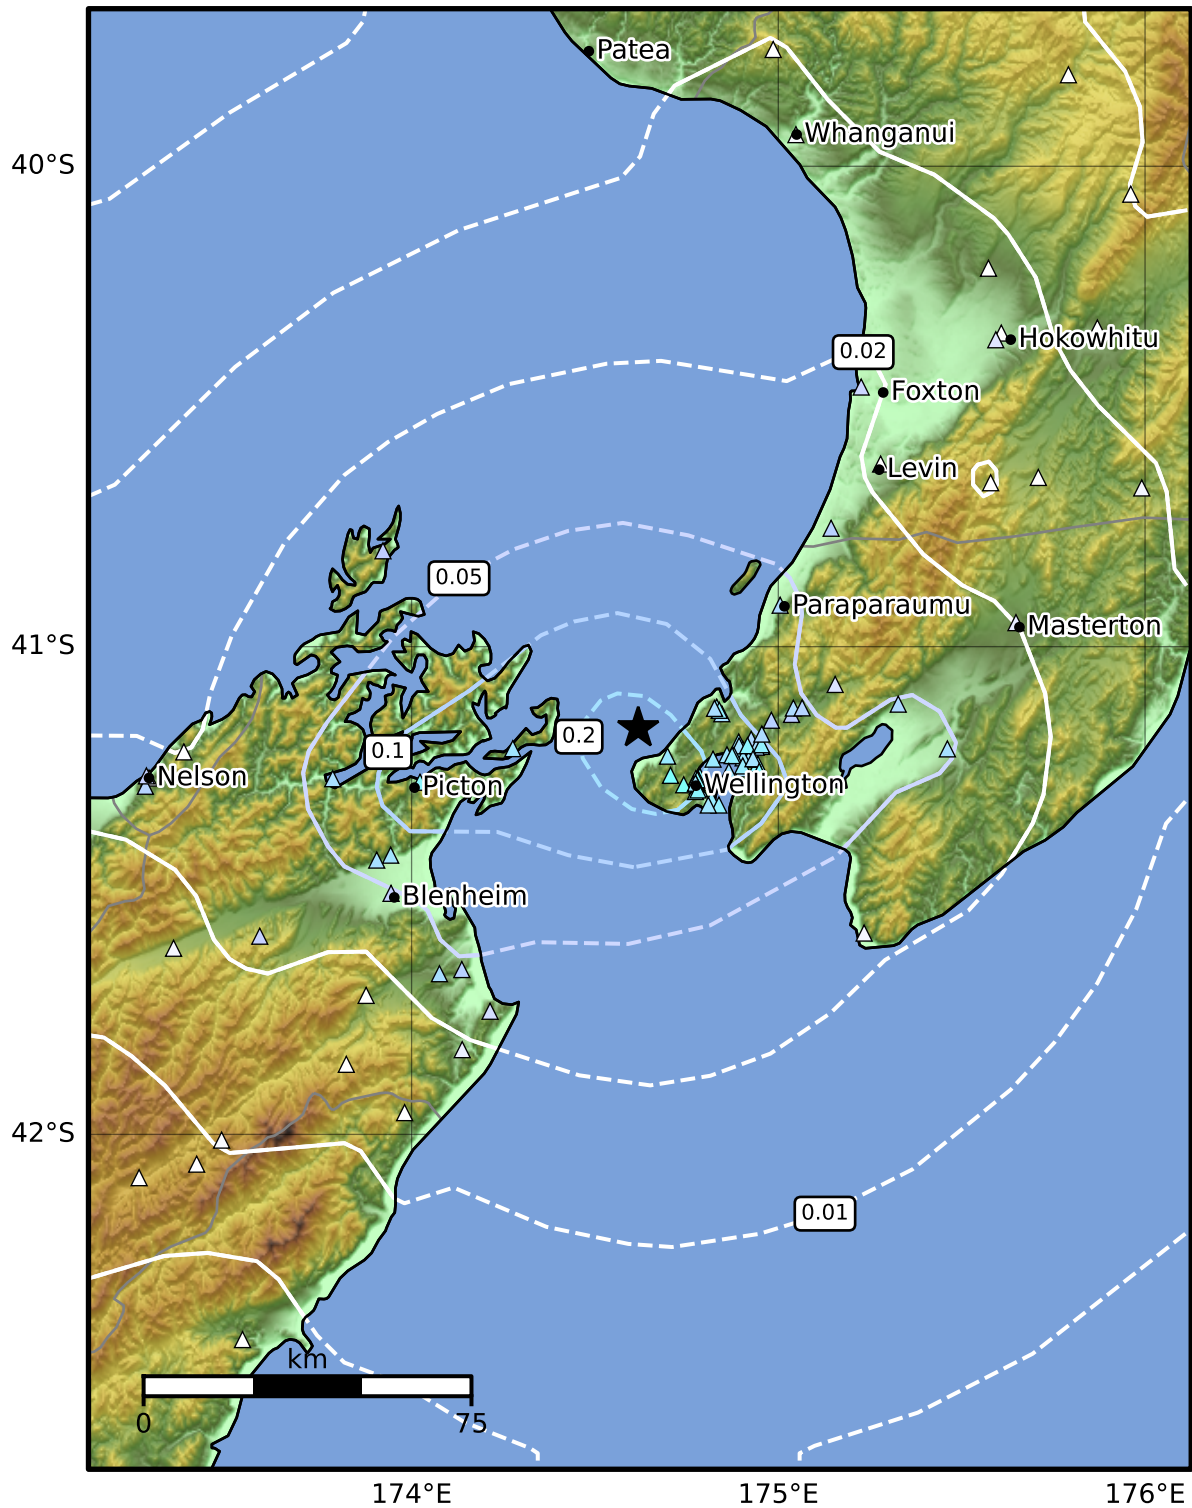 Patea
Whanganui
40°S
Hokowhitu
0.02
Foxton
Levin
0.05
Paraparaumu
41°S
Masterton
0.2
0.1
Nelson
Picton
Wellington
Blenheim
42°S
0.01
km
0
75
174°E
175°E
176°E